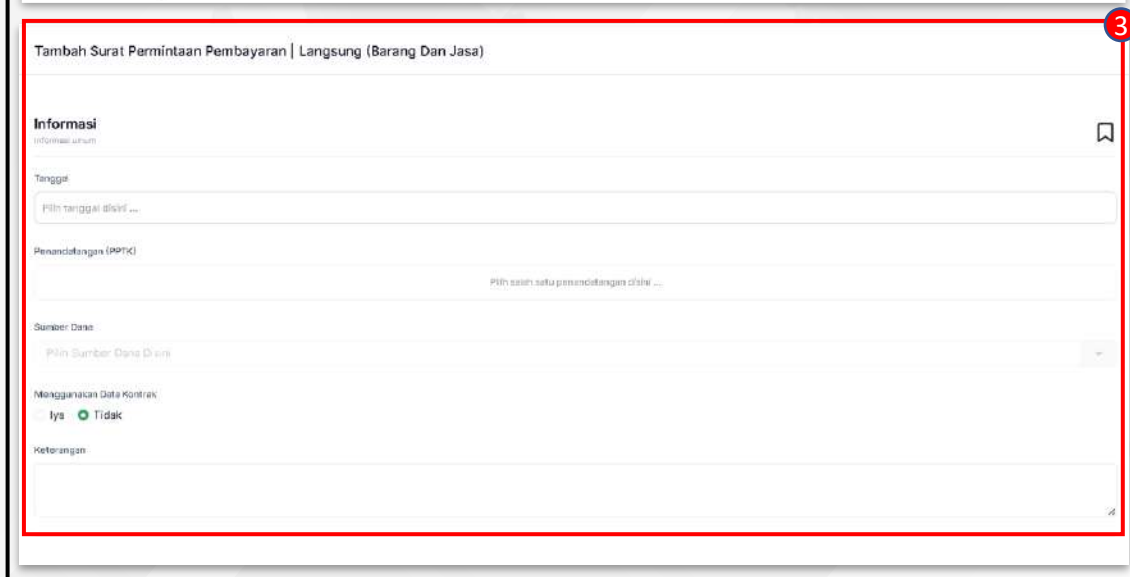 3
Tambah Surat Permintaan Pembayaran | Langsung (Barang Dan Jasa)
Informasi
Informasi umum
Tanggal
Pilih tanggal disini ...
Penandatangan (PPTK)
Pilih salah satu penandatangan disini ...
Sumber Dana
Pilih Sumber Dana Disini
Menggunakan Data Kontrak
Iya Tidak
Keterangan